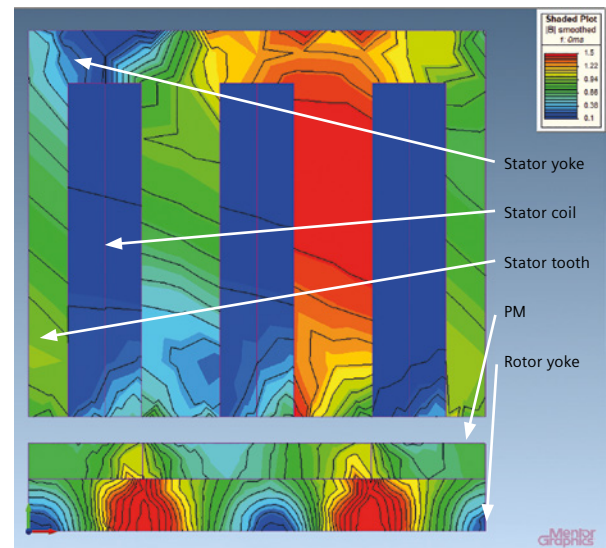 Shaded Plot
|B| smoothed
t: 0ms
1.5
1.22
0.94
0.66
0.38
0.1
Stator yoke
Stator coil
Stator tooth
PM
Rotor yoke
Mentor
Graphics